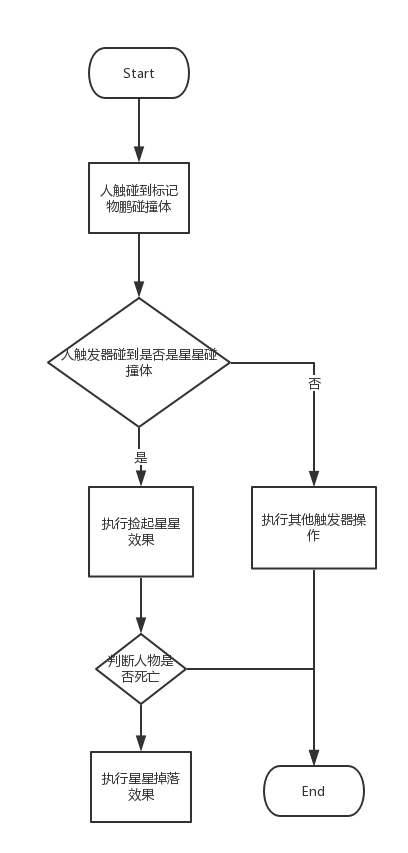 Start
人触碰到标记
物鹏碰撞体
人触发器碰到是否是星星碰
撞体
否
是
执行捡起星星
效果
执行其他触发器操
作
判断人物是
否死亡
执行星星掉落
效果
End